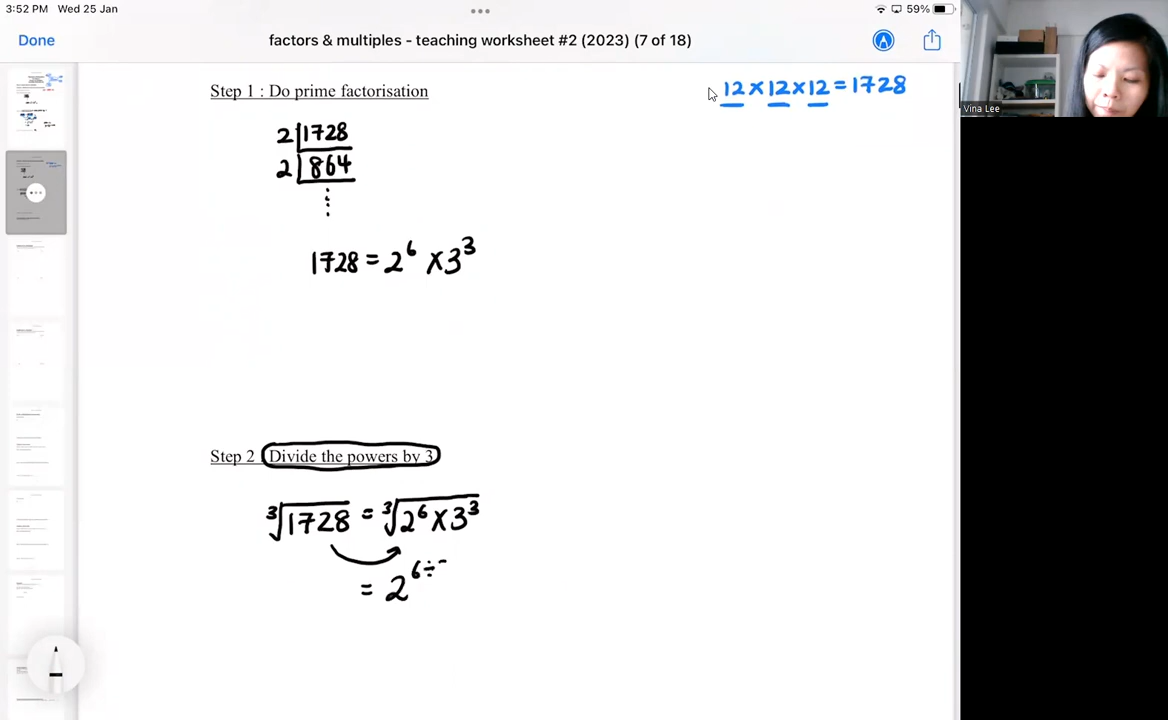 3:52 PM Wed 25 Jan
59%
Done
factors & multiples - teaching worksheet #2 (2023) (7 of 18)
Vina Lee
12 × 12 × 12 = 1728
Step 1 : Do prime factorisation
2 1728
2 864
⋮
1728 = 2⁶ × 3³
Step 2 : Divide the powers by 3
∛1728 = ∛2⁶ × 3³
= 2⁶ ÷